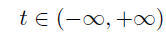 t ∈ (−∞, +∞)